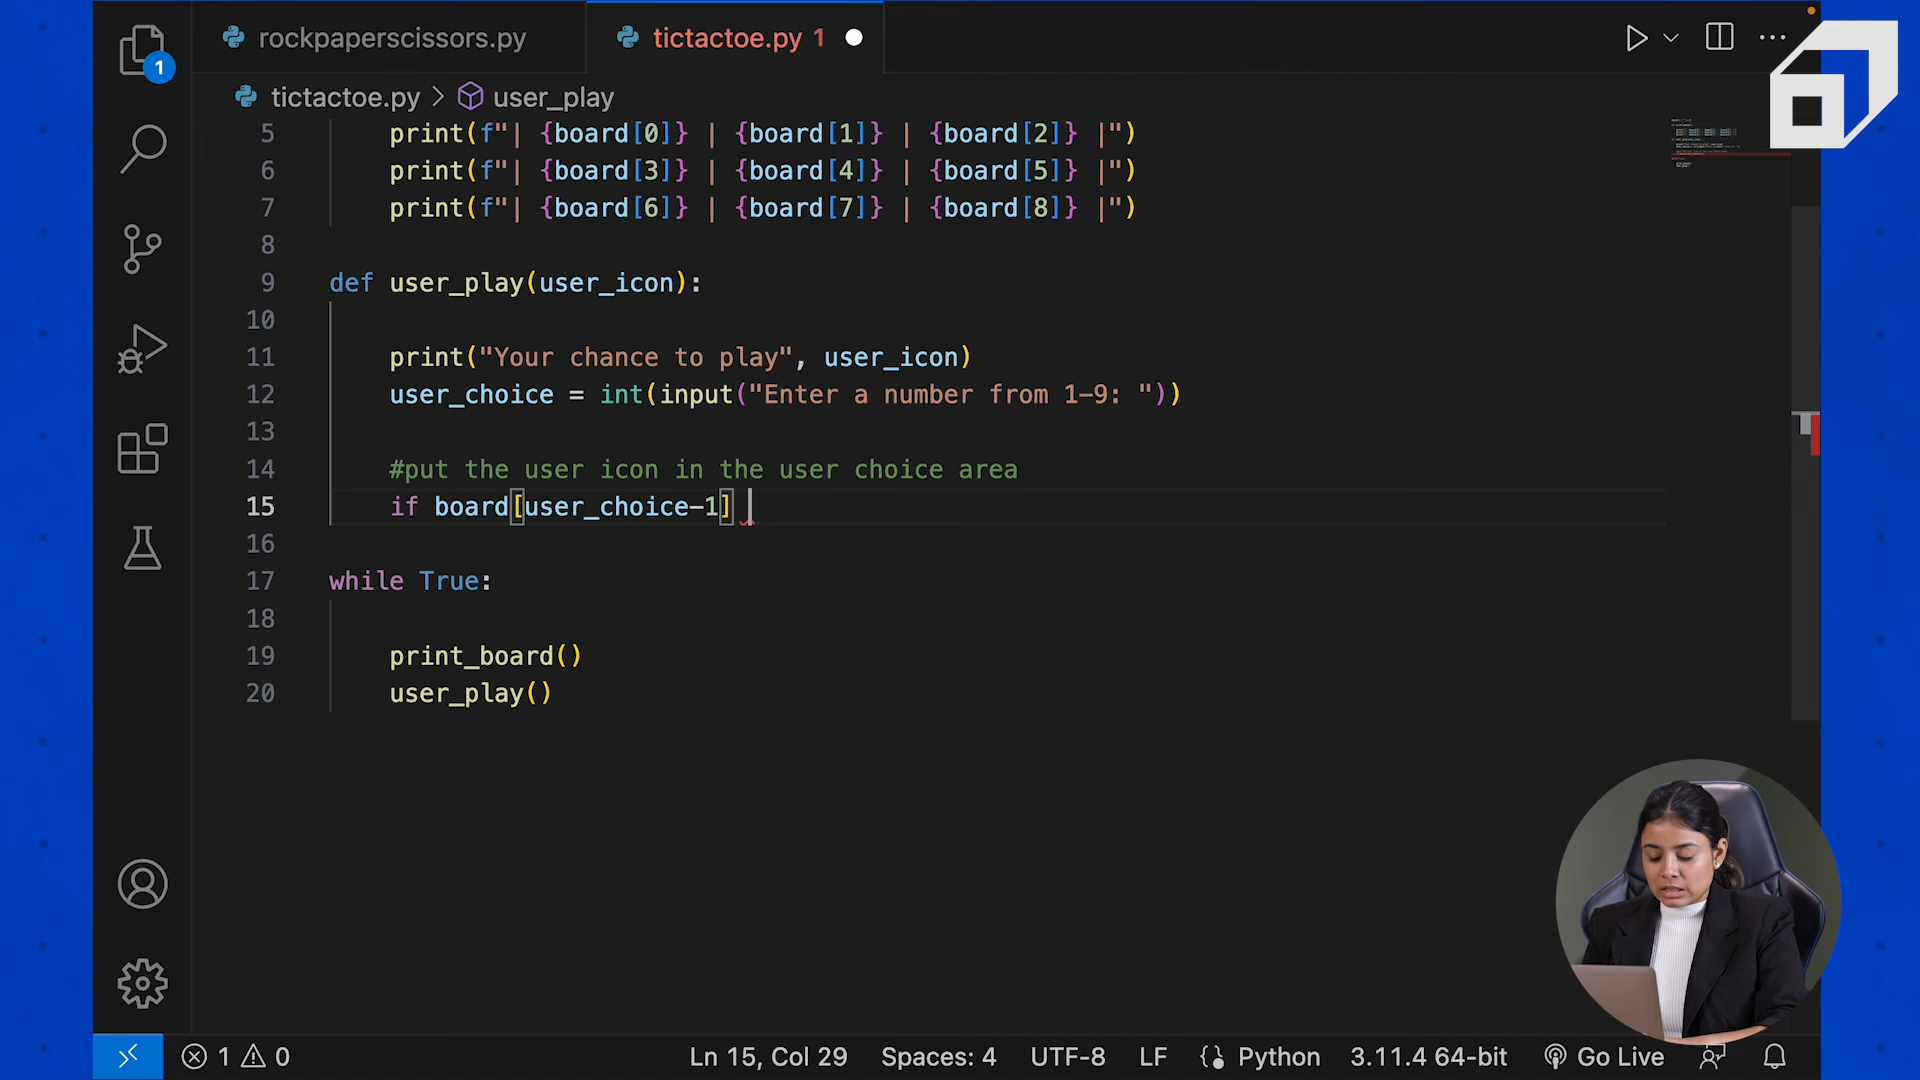 rockpaperscissors.py
tictactoe.py 1
1
tictactoe.py > user_play
5 print(f"| {board[0]} | {board[1]} | {board[2]} |")
6 print(f"| {board[3]} | {board[4]} | {board[5]} |")
7 print(f"| {board[6]} | {board[7]} | {board[8]} |")
8
9 def user_play(user_icon):
10
11 print("Your chance to play", user_icon)
12 user_choice = int(input("Enter a number from 1-9: "))
13
14 #put the user icon in the user choice area
15 if board[user_choice-1]
16
17 while True:
18
19 print_board()
20 user_play()
1 0 Ln 15, Col 29 Spaces: 4 UTF-8 LF Python 3.11.4 64-bit Go Live